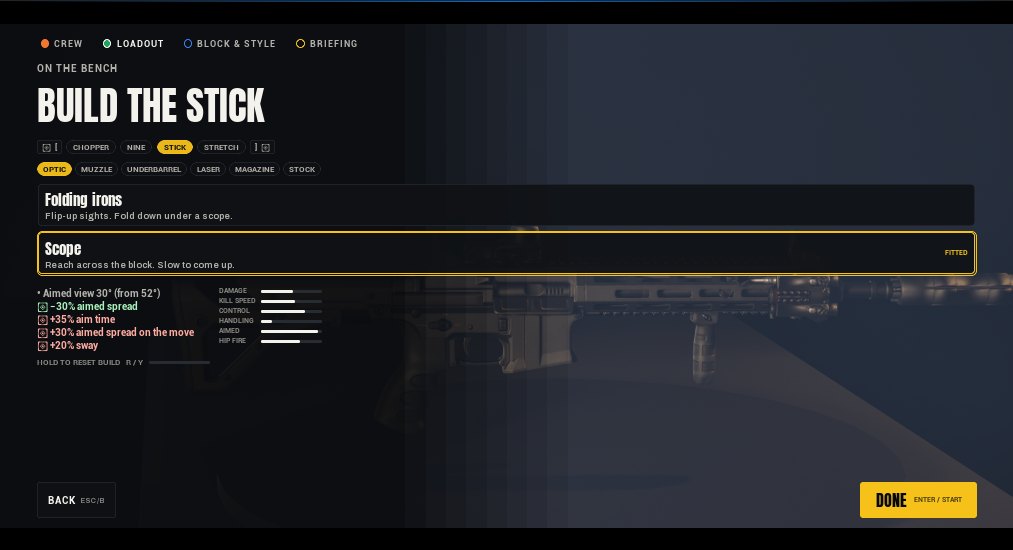 CREW LOADOUT BLOCK & STYLE BRIEFING
ON THE BENCH
BUILD THE STICK
[ CHOPPER NINE STICK STRETCH ]
OPTIC MUZZLE UNDERBARREL LASER MAGAZINE STOCK
Folding irons
Flip-up sights. Fold down under a scope.
Scope
Reach across the block. Slow to come up.
FITTED
• Aimed view 30° (from 52°)
−30% aimed spread
+35% aim time
+30% aimed spread on the move
+20% sway
HOLD TO RESET BUILD R / Y
DAMAGE
KILL SPEED
CONTROL
HANDLING
AIMED
HIP FIRE
BACK ESC/B
DONE ENTER / START